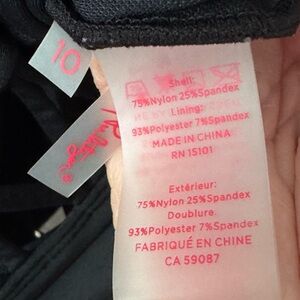 10
Shell:
75%Nylon 25%Spandex
Lining:
93%Polyester 7%Spandex
MADE IN CHINA
RN 15101
Extérieur:
75%Nylon 25%Spandex
Doublure.
93%Polyester 7%Spandex
FABRIQUÉ EN CHINE
CA 59087